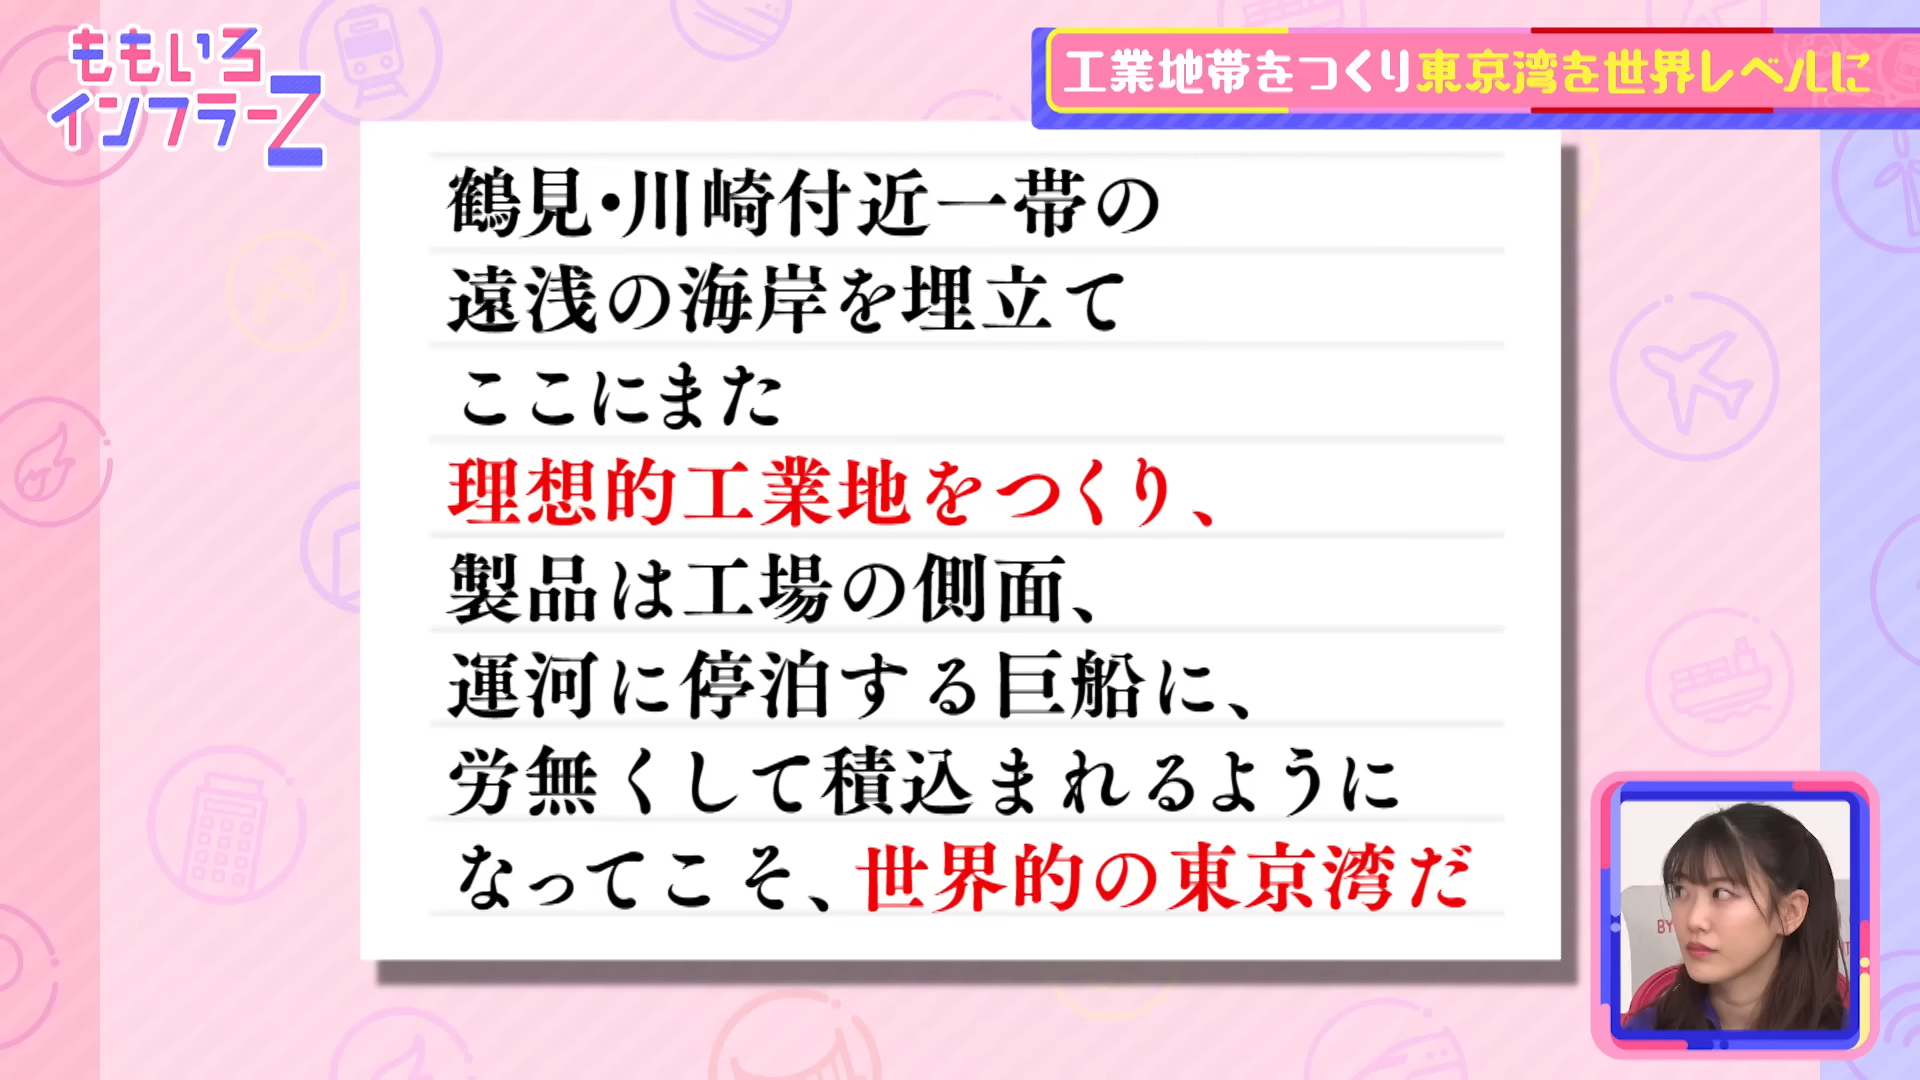 ももいろ
インフラーZ
工業地帯をつくり東京湾を世界レベルに
鶴見・川崎付近一帯の
遠浅の海岸を埋立て
ここにまた
理想的工業地をつくり、
製品は工場の側面、
運河に停泊する巨船に、
労無くして積込まれるように
なってこそ、世界的の東京湾だ
BY